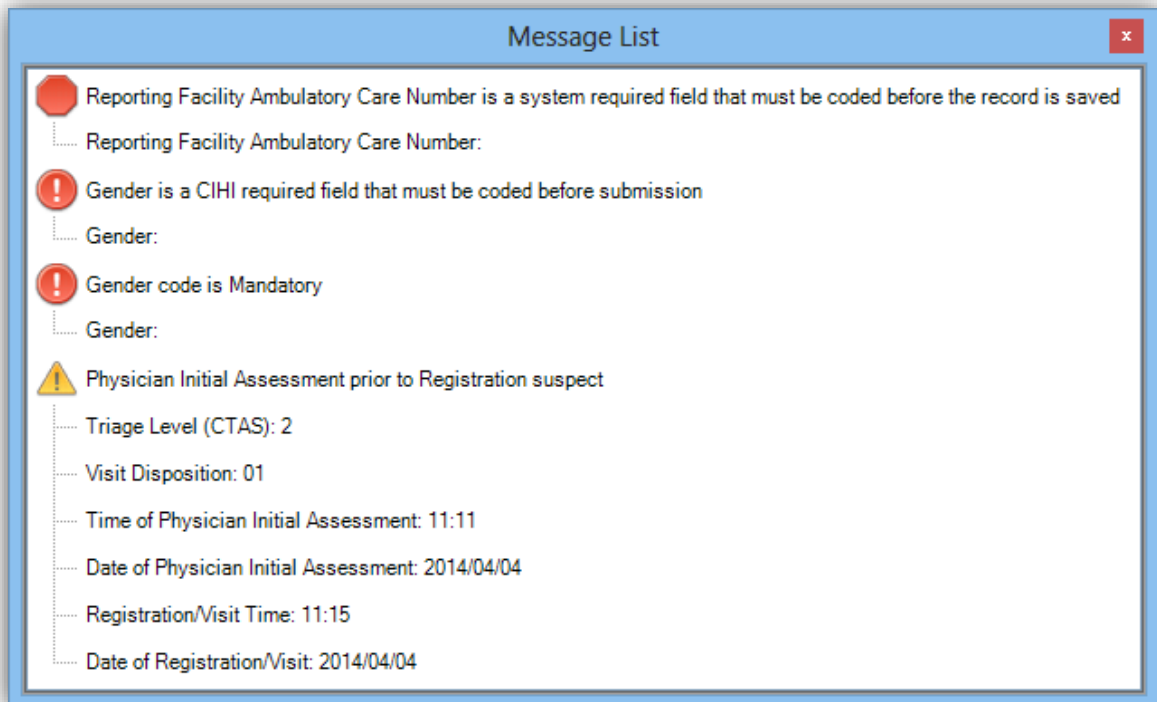 Message List
x
Reporting Facility Ambulatory Care Number is a system required field that must be coded before the record is saved
Reporting Facility Ambulatory Care Number:
Gender is a CIHI required field that must be coded before submission
Gender:
Gender code is Mandatory
Gender:
Physician Initial Assessment prior to Registration suspect
Triage Level (CTAS): 2
Visit Disposition: 01
Time of Physician Initial Assessment: 11:11
Date of Physician Initial Assessment: 2014/04/04
Registration/Visit Time: 11:15
Date of Registration/Visit: 2014/04/04